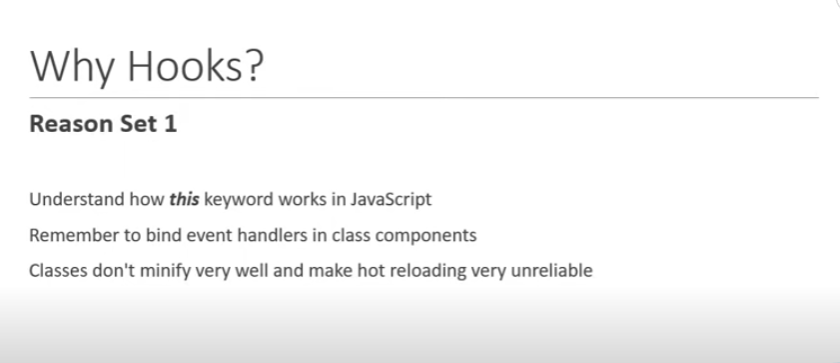 Why Hooks?
Reason Set 1
Understand how this keyword works in JavaScript
Remember to bind event handlers in class components
Classes don't minify very well and make hot reloading very unreliable